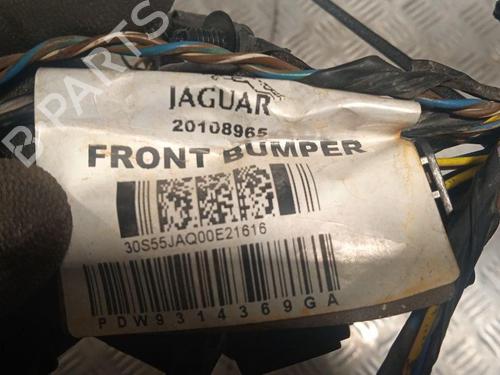 B PARTS
JAGUAR
20108965
FRONT BUMPER
30S55JAQ00E21616
PDW9314369GA